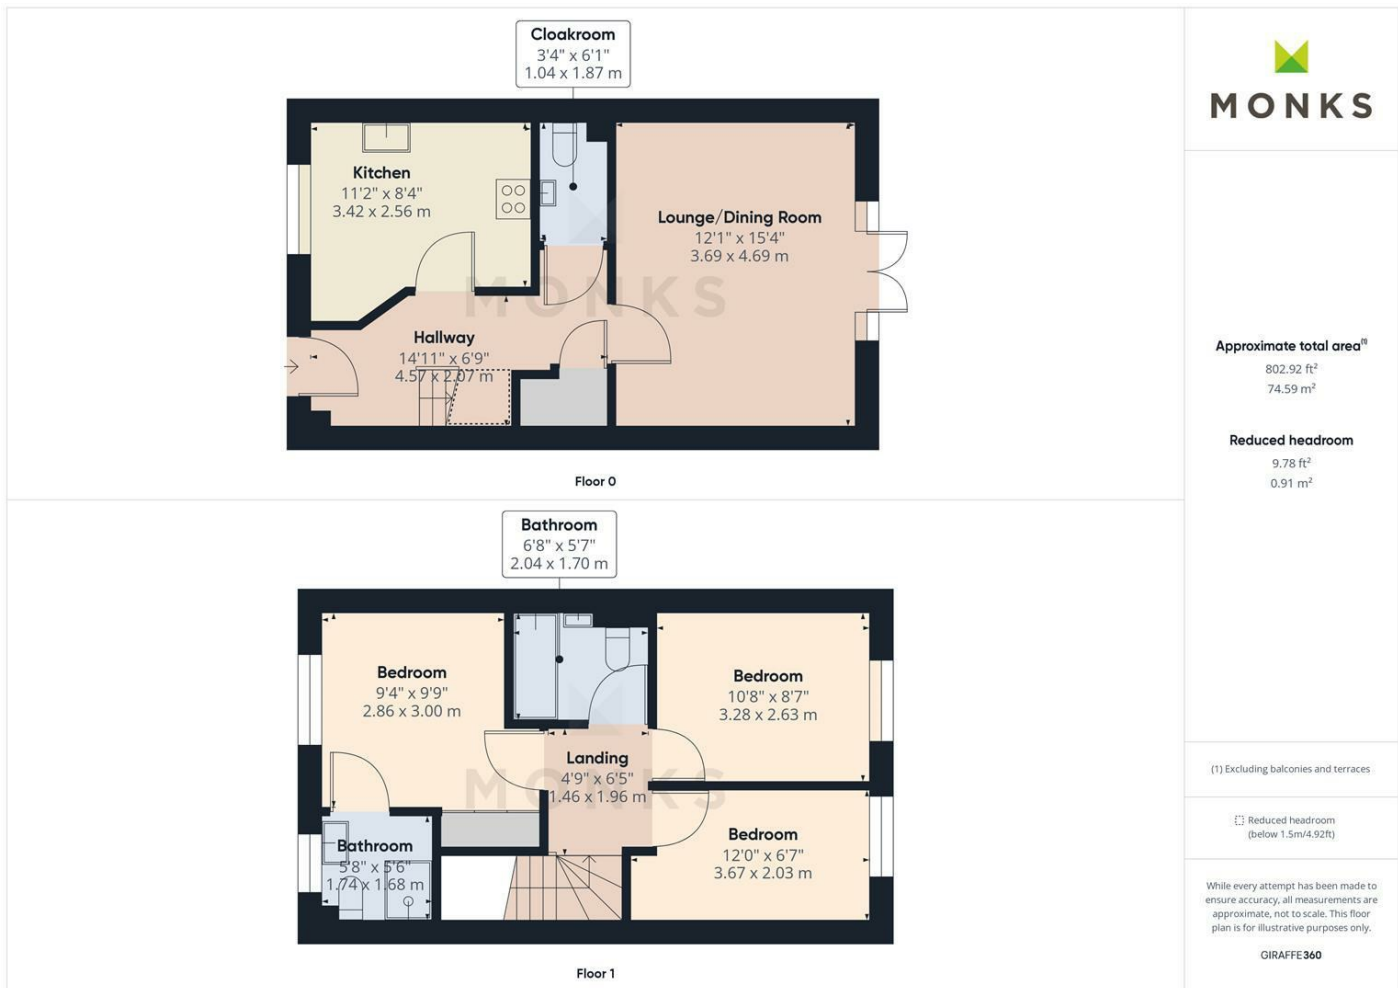 Cloakroom
3'4" x 6'1"
1.04 x 1.87 m
Kitchen
11'2" x 8'4"
3.42 x 2.56 m
Lounge/Dining Room
12'1" x 15'4"
3.69 x 4.69 m
MONKS
Hallway
14'11" x 6'9"
4.57 x 2.07 m
Floor 0
Bathroom
6'8" x 5'7"
2.04 x 1.70 m
Bedroom
9'4" x 9'9"
2.86 x 3.00 m
Bedroom
10'8" x 8'7"
3.28 x 2.63 m
Landing
4'9" x 6'5"
1.46 x 1.96 m
MONKS
Bedroom
12'0" x 6'7"
3.67 x 2.03 m
Bathroom
5'8" x 5'6"
1.74 x 1.68 m
Floor 1
MONKS
Approximate total area(1)
802.92 ft²
74.59 m²
Reduced headroom
9.78 ft²
0.91 m²
(1) Excluding balconies and terraces
Reduced headroom
(below 1.5m/4.92ft)
While every attempt has been made to
ensure accuracy, all measurements are
approximate, not to scale. This floor
plan is for illustrative purposes only.
GIRAFFE360